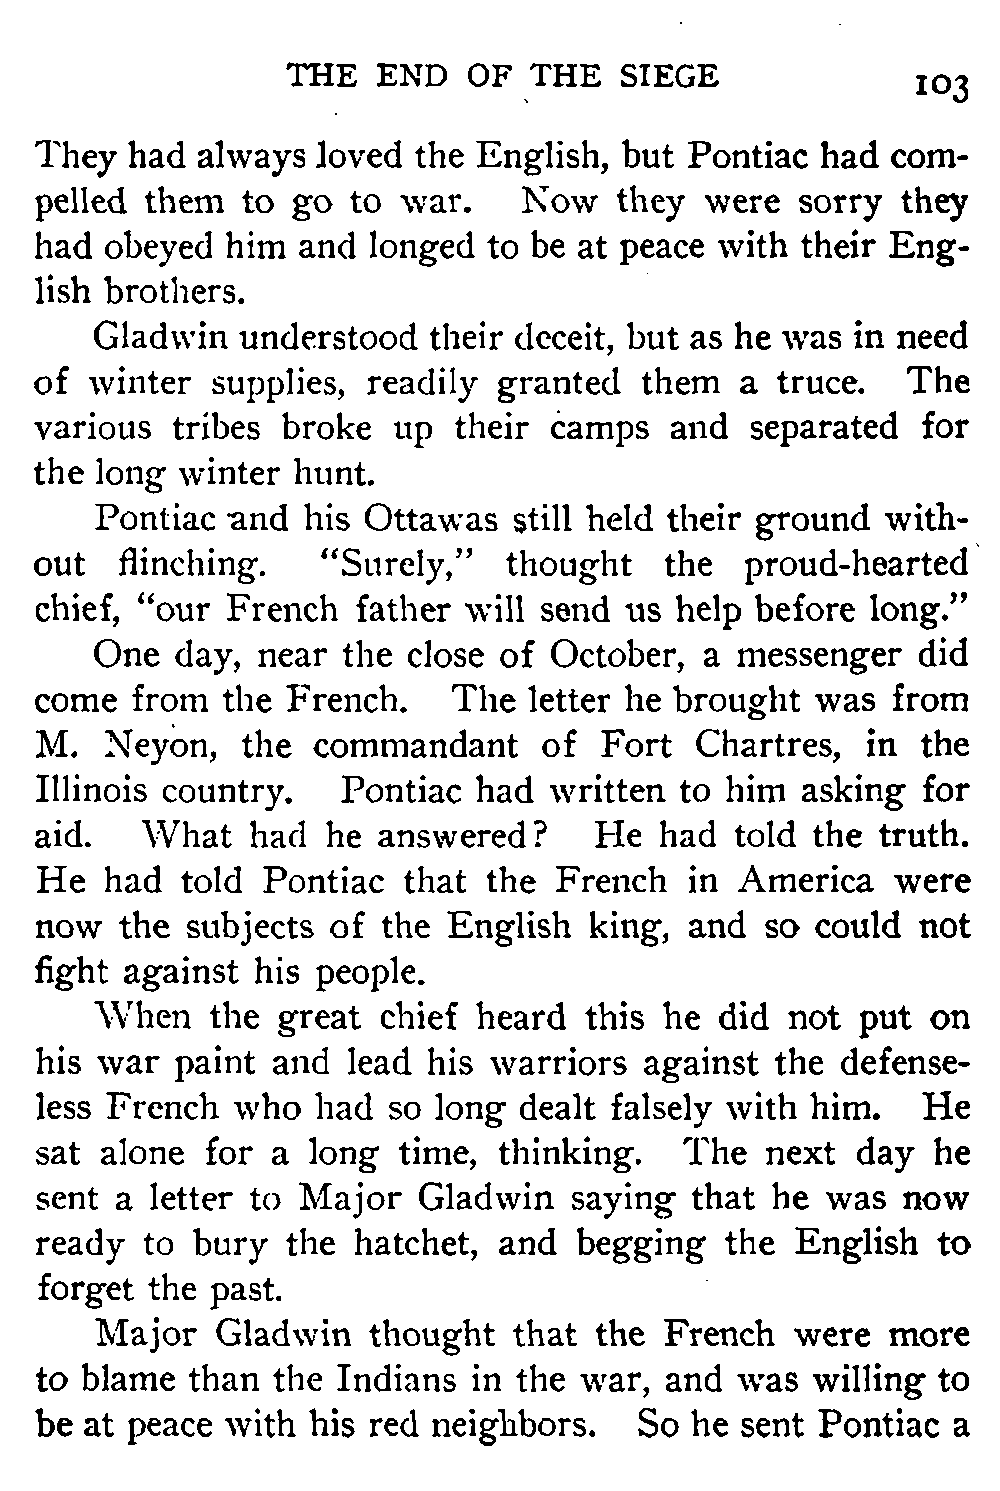 THE END OF THE SIEGE 103
They had always loved the English, but Pontiac had com-
pelled them to go to war. Now they were sorry they
had obeyed him and longed to be at peace with their Eng-
lish brothers.
Gladwin understood their deceit, but as he was in need
of winter supplies, readily granted them a truce. The
various tribes broke up their camps and separated for
the long winter hunt.
Pontiac and his Ottawas still held their ground with-
out flinching. “Surely,” thought the proud-hearted
chief, “our French father will send us help before long.”
One day, near the close of October, a messenger did
come from the French. The letter he brought was from
M. Neyon, the commandant of Fort Chartres, in the
Illinois country. Pontiac had written to him asking for
aid. What had he answered? He had told the truth.
He had told Pontiac that the French in America were
now the subjects of the English king, and so could not
fight against his people.
When the great chief heard this he did not put on
his war paint and lead his warriors against the defense-
less French who had so long dealt falsely with him. He
sat alone for a long time, thinking. The next day he
sent a letter to Major Gladwin saying that he was now
ready to bury the hatchet, and begging the English to
forget the past.
Major Gladwin thought that the French were more
to blame than the Indians in the war, and was willing to
be at peace with his red neighbors. So he sent Pontiac a